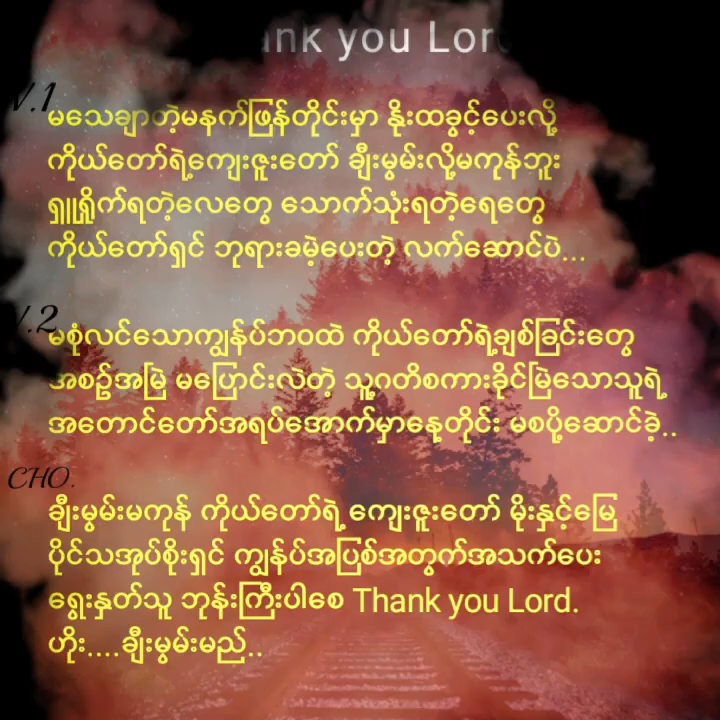 ank you Lor
V.1
မသေချာတဲ့မနက်ဖြန်တိုင်းမှာ နိုးထခွင့်ပေးလို့
ကိုယ်တော်ရဲ့ကျေးဇူးတော် ချီးမွမ်းလို့မကုန်ဘူး
ရှူရှိုက်ရတဲ့လေတွေ သောက်သုံးရတဲ့ရေတွေ
ကိုယ်တော်ရှင် ဘုရားခမဲ့ပေးတဲ့ လက်ဆောင်ပဲ...
V.2
မစုံလင်သောကျွန်ပ်ဘဝထဲ ကိုယ်တော်ရဲ့ချစ်ခြင်းတွေ
အစဥ်အမြဲ မပြောင်းလဲတဲ့ သူ့ဂတိစကားခိုင်မြဲသောသူရဲ့
အတောင်တော်အရပ်အောက်မှာနေ့တိုင်း မစပို့ဆောင်ခဲ့..
CHO.
ချီးမွမ်းမကုန် ကိုယ်တော်ရဲ့ ကျေးဇူးတော် မိုးနှင့်မြေ
ပိုင်သအုပ်စိုးရှင် ကျွန်ပ်အပြစ်အတွက်အသက်ပေး
ရွေးနှုတ်သူ ဘုန်းကြီးပါစေ Thank you Lord.
ဟိုး....ချီးမွမ်းမည်..